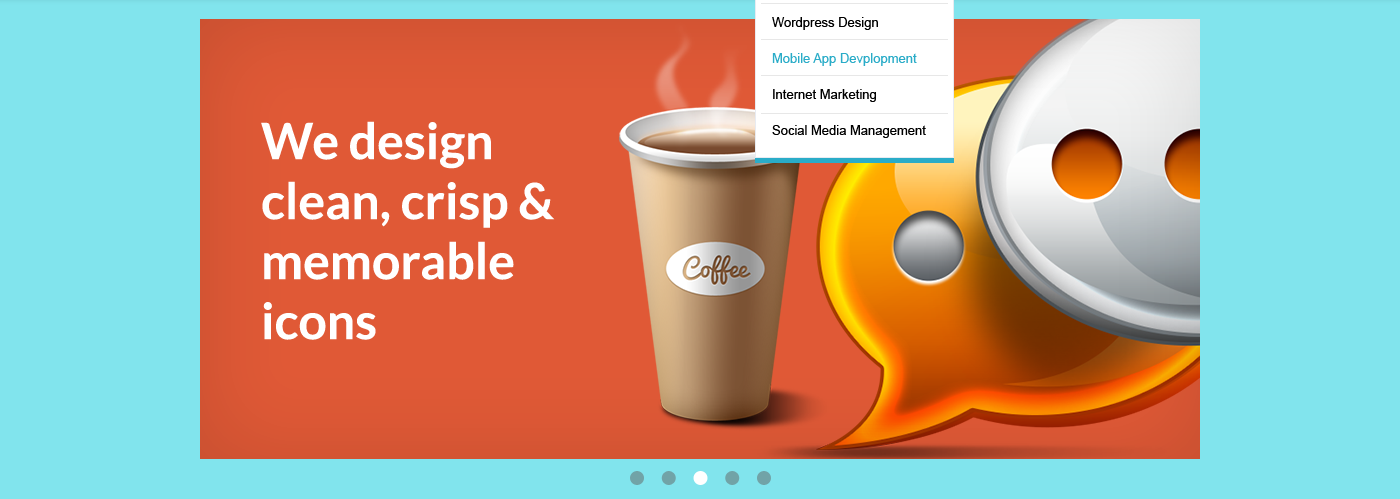 Wordpress Design
Mobile App Devplopment
Internet Marketing
Social Media Management
We design
clean, crisp &
memorable
icons
Coffee